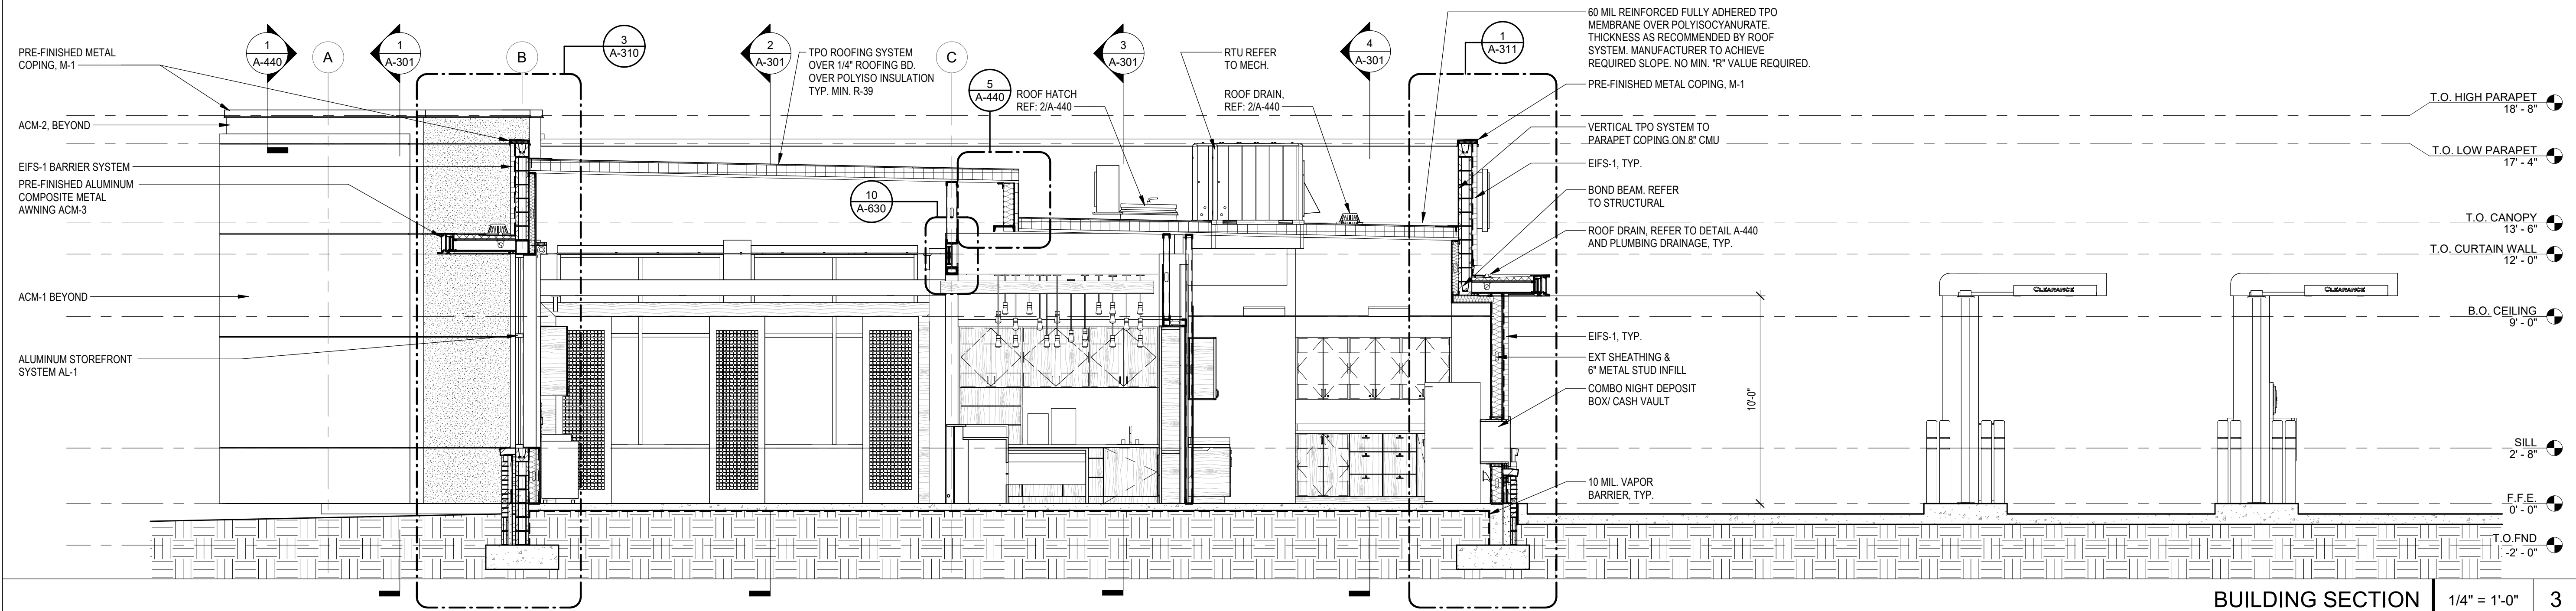 PRE-FINISHED METAL
COPING, M-1
ACM-2, BEYOND
EIFS-1 BARRIER SYSTEM
PRE-FINISHED ALUMINUM
COMPOSITE METAL
AWNING ACM-3
ACM-1 BEYOND
ALUMINUM STOREFRONT
SYSTEM AL-1
1
A-440
A
1
A-301
B
3
A-310
2
A-301
TPO ROOFING SYSTEM
OVER 1/4" ROOFING BD.
OVER POLYISO INSULATION
TYP. MIN. R-39
10
A-630
C
5
A-440
ROOF HATCH
REF: 2/A-440
3
A-301
RTU REFER
TO MECH.
ROOF DRAIN,
REF: 2/A-440
4
A-301
1
A-311
60 MIL REINFORCED FULLY ADHERED TPO
MEMBRANE OVER POLYISOCYANURATE.
THICKNESS AS RECOMMENDED BY ROOF
SYSTEM. MANUFACTURER TO ACHIEVE
REQUIRED SLOPE. NO MIN. "R" VALUE REQUIRED.
PRE-FINISHED METAL COPING, M-1
VERTICAL TPO SYSTEM TO
PARAPET COPING ON 8" CMU
EIFS-1, TYP.
BOND BEAM. REFER
TO STRUCTURAL
ROOF DRAIN, REFER TO DETAIL A-440
AND PLUMBING DRAINAGE, TYP.
EIFS-1, TYP.
EXT SHEATHING &
6" METAL STUD INFILL
COMBO NIGHT DEPOSIT
BOX/ CASH VAULT
10 MIL. VAPOR
BARRIER, TYP.
10'-0"
CLEARANCE
CLEARANCE
T.O. HIGH PARAPET
18' - 8"
T.O. LOW PARAPET
17' - 4"
T.O. CANOPY
13' - 6"
T.O. CURTAIN WALL
12' - 0"
B.O. CEILING
9' - 0"
SILL
2' - 8"
F.F.E.
0' - 0"
T.O.FND
-2' - 0"
BUILDING SECTION
1/4" = 1'-0"
3